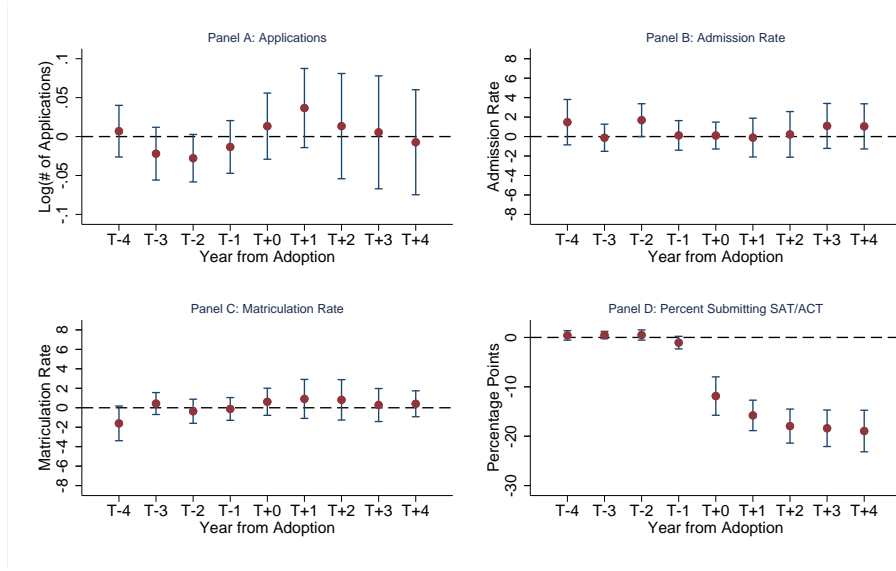 Panel A: Applications
Log(# of Applications)
.1
.05
0
-.05
-.1
T-4 T-3 T-2 T-1 T+0 T+1 T+2 T+3 T+4
Year from Adoption
Panel B: Admission Rate
Admission Rate
8
6
4
2
0
-2
-4
-6
-8
T-4 T-3 T-2 T-1 T+0 T+1 T+2 T+3 T+4
Year from Adoption
Panel C: Matriculation Rate
Matriculation Rate
8
6
4
2
0
-2
-4
-6
-8
T-4 T-3 T-2 T-1 T+0 T+1 T+2 T+3 T+4
Year from Adoption
Panel D: Percent Submitting SAT/ACT
Percentage Points
0
-10
-20
-30
T-4 T-3 T-2 T-1 T+0 T+1 T+2 T+3 T+4
Year from Adoption